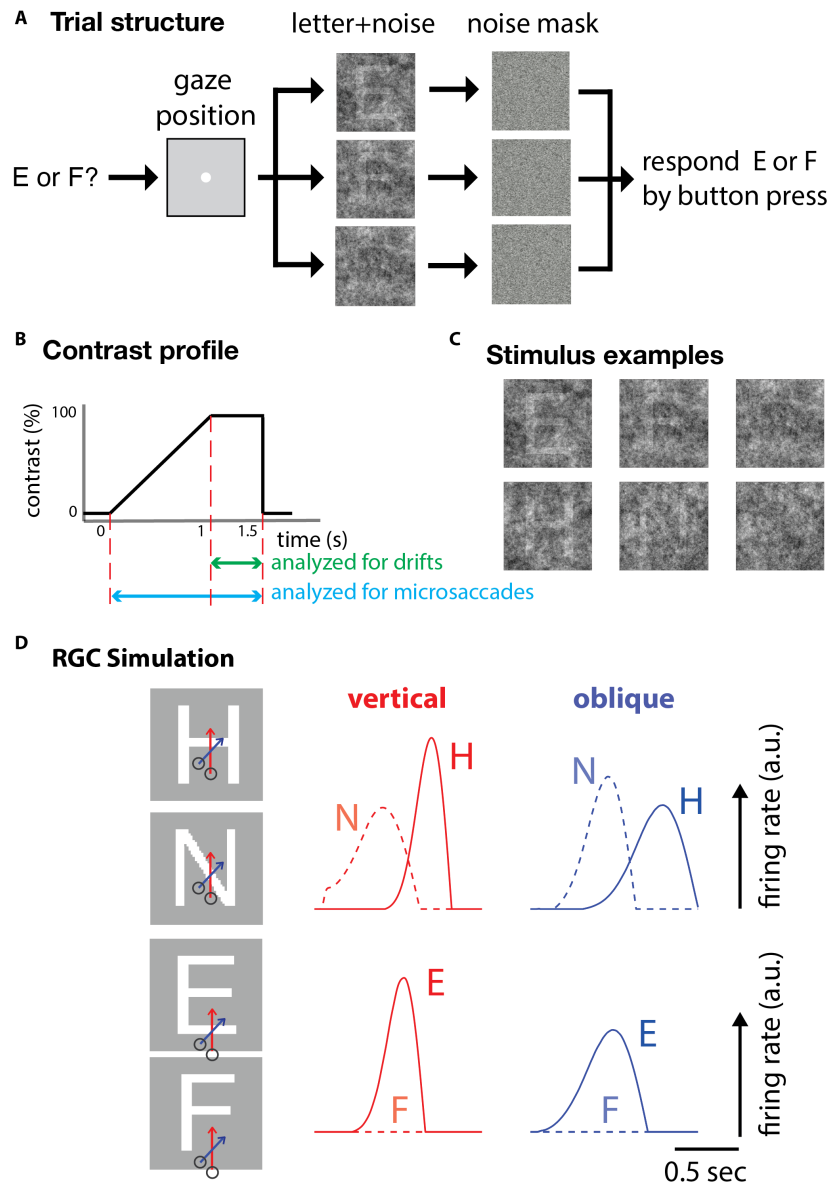 A Trial structure
letter+noise noise mask
gaze
position
E or F?
respond E or F
by button press
B Contrast profile
contrast (%)
100
0
0 1 1.5
time (s)
analyzed for drifts
analyzed for microsaccades
C Stimulus examples
D RGC Simulation
vertical oblique
H
N
N
H
firing rate (a.u.)
E
F
E
F
firing rate (a.u.)
0.5 sec